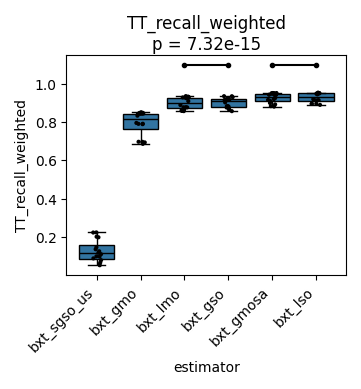 TT_recall_weighted
p = 7.32e-15
TT_recall_weighted
1.0
0.8
0.6
0.4
0.2
bxt_sgso_us
bxt_gmo
bxt_lmo
bxt_gso
bxt_gmosa
bxt_lso
estimator